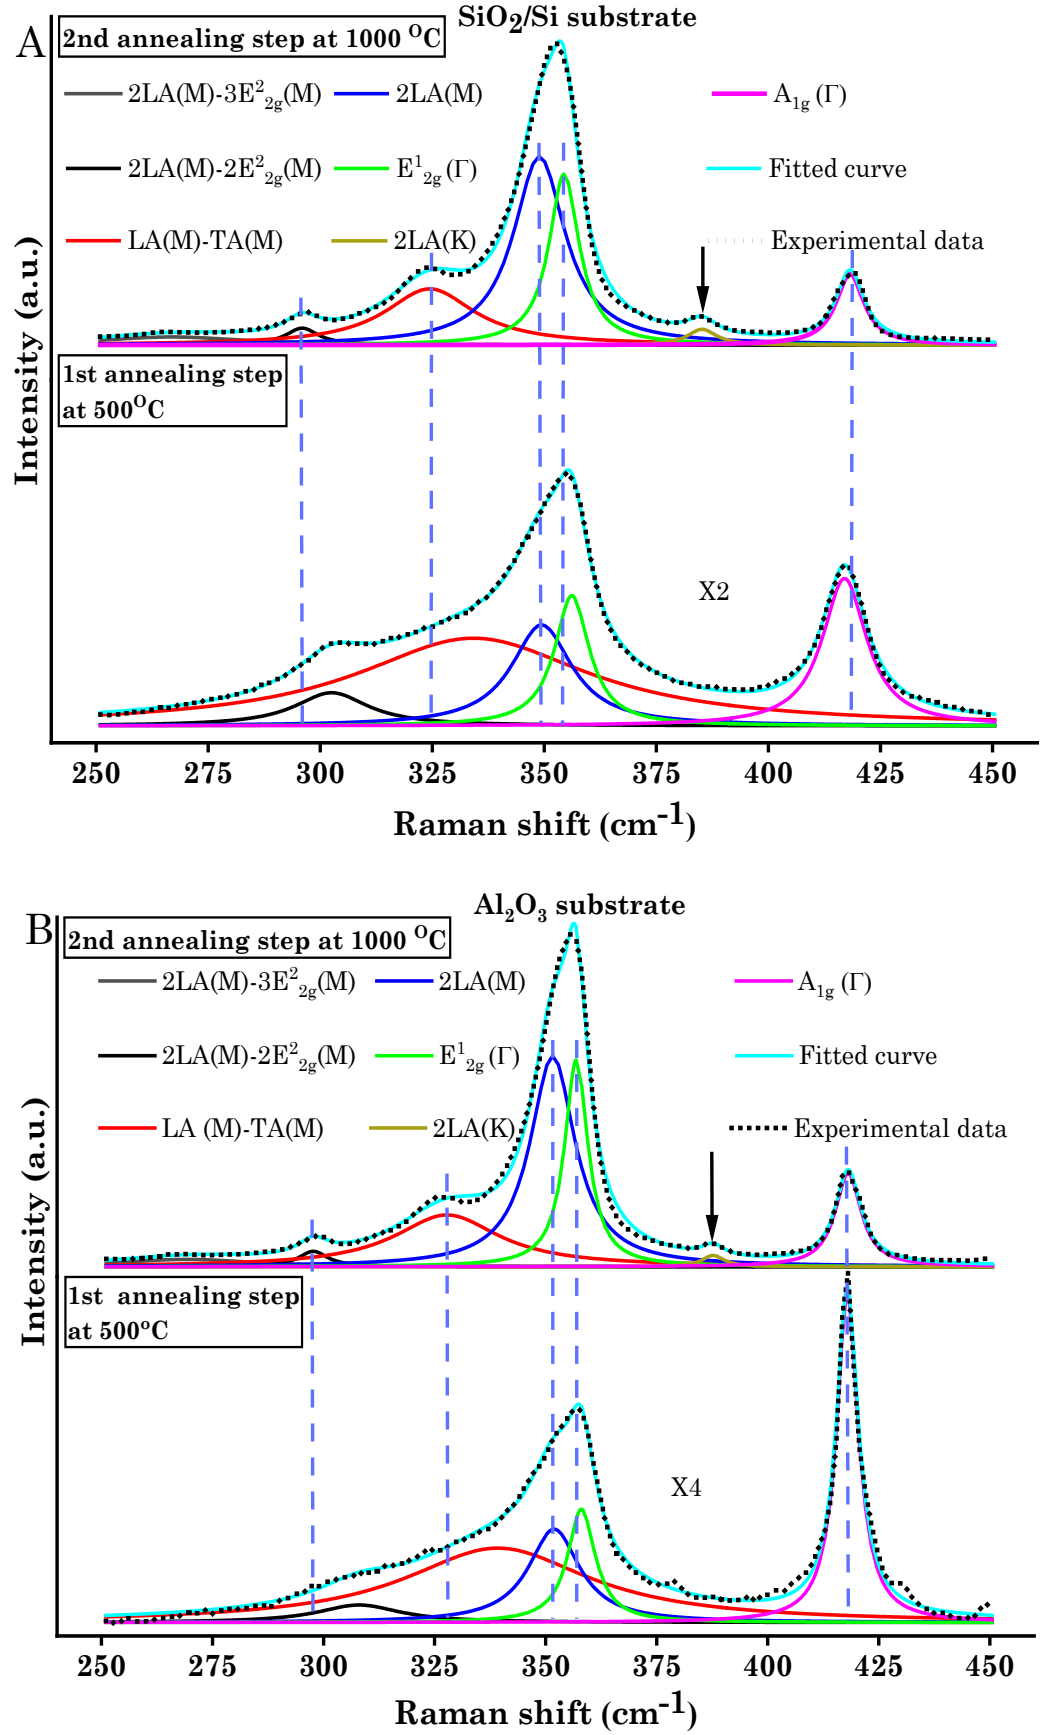 SiO₂/Si substrate
A
2nd annealing step at 1000 ᴼC
2LA(M)-3E²₂g(M)
2LA(M)
A₁g (Γ)
2LA(M)-2E²₂g(M)
E¹₂g (Γ)
Fitted curve
LA(M)-TA(M)
2LA(K)
Experimental data
1st annealing step
at 500ᴼC
X2
Intensity (a.u.)
250 275 300 325 350 375 400 425 450
Raman shift (cm⁻¹)
Al₂O₃ substrate
B
2nd annealing step at 1000 ᴼC
2LA(M)-3E²₂g(M)
2LA(M)
A₁g (Γ)
2LA(M)-2E²₂g(M)
E¹₂g (Γ)
Fitted curve
LA (M)-TA(M)
2LA(K)
Experimental data
1st annealing step
at 500ºC
X4
Intensity (a.u.)
250 275 300 325 350 375 400 425 450
Raman shift (cm⁻¹)